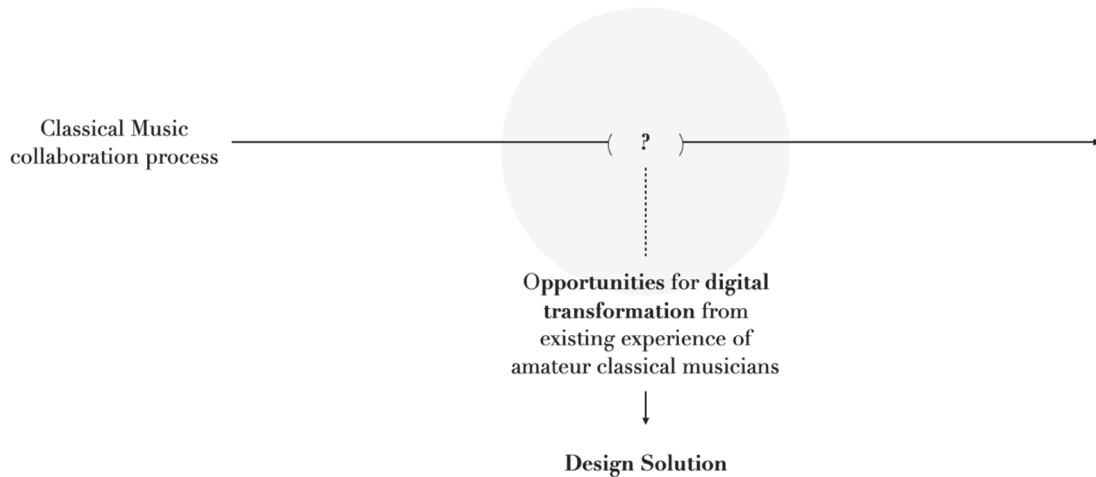 Classical Music
collaboration process
( ? )
Opportunities for digital
transformation from
existing experience of
amateur classical musicians
Design Solution